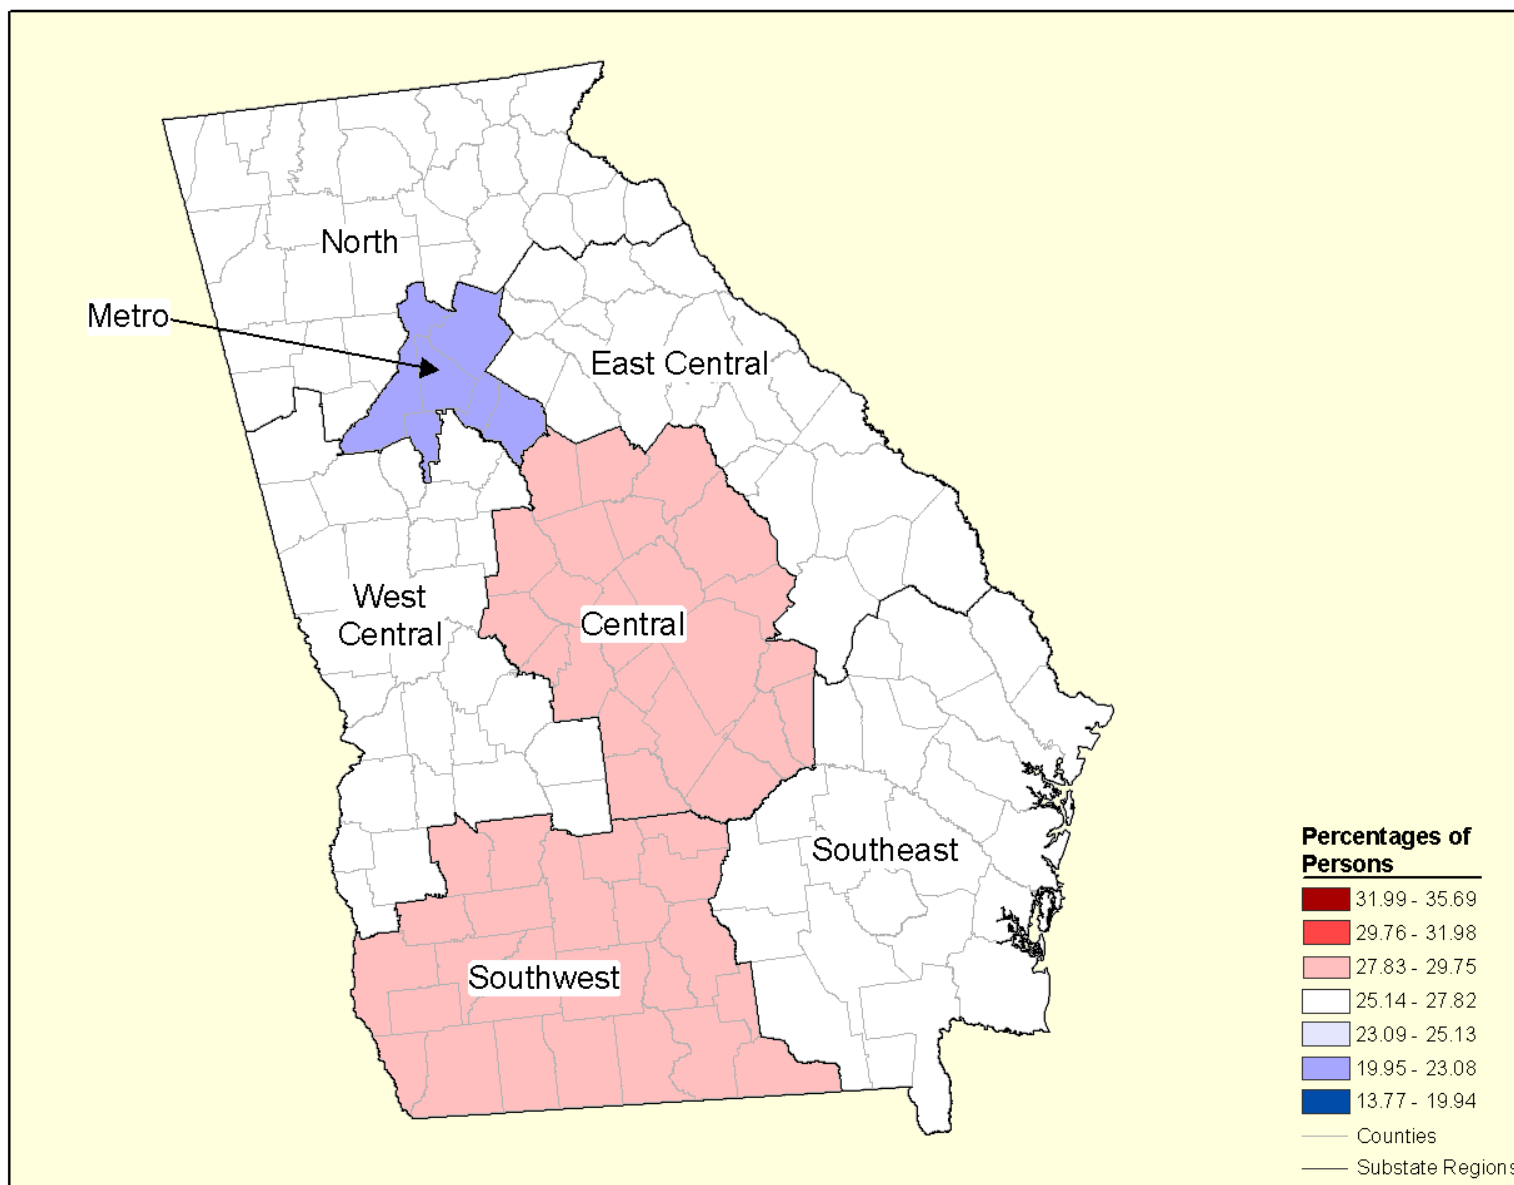 North
Metro
East Central
West
Central
Central
Southeast
Southwest
Percentages of
Persons
31.99 - 35.69
29.76 - 31.98
27.83 - 29.75
25.14 - 27.82
23.09 - 25.13
19.95 - 23.08
13.77 - 19.94
Counties
Substate Regions